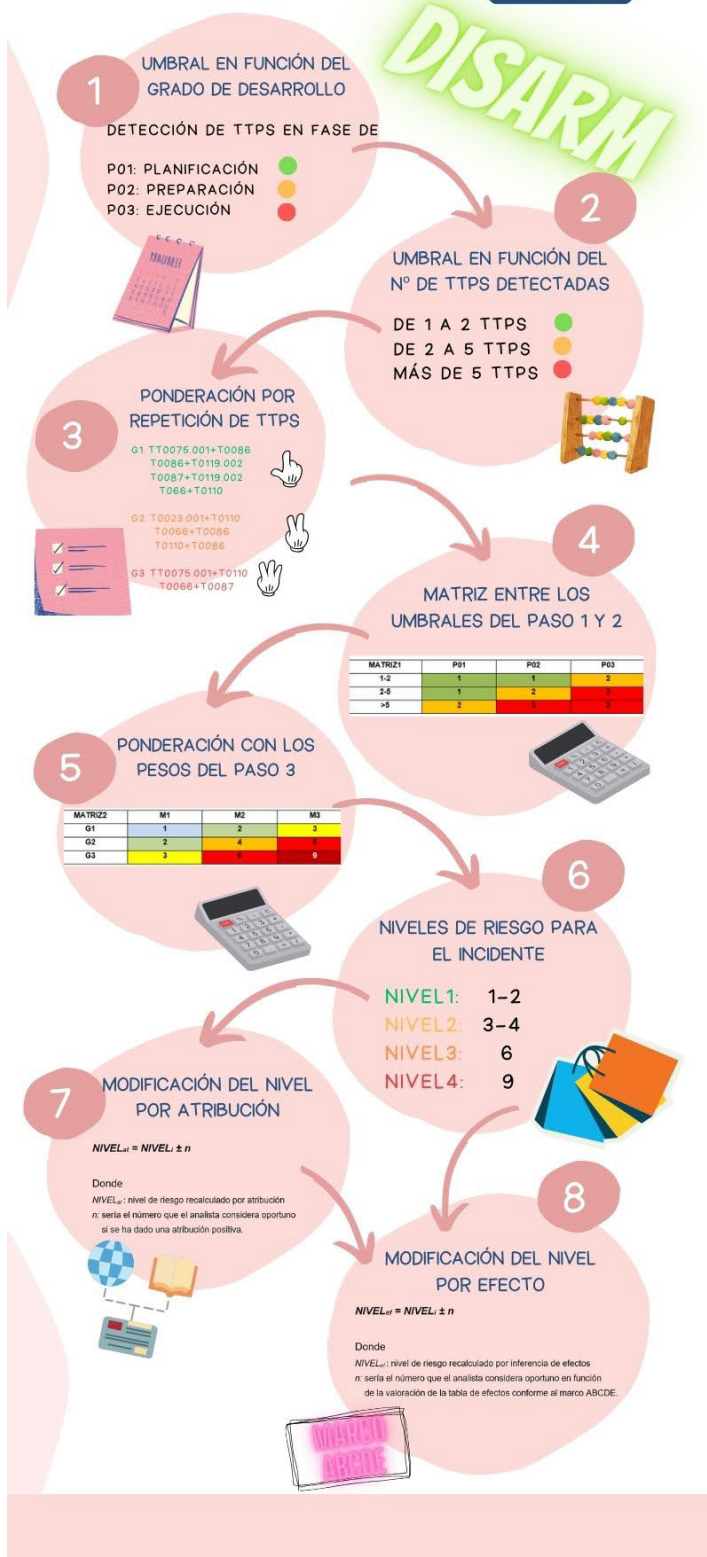 DISARM
1
UMBRAL EN FUNCIÓN DEL
GRADO DE DESARROLLO
DETECCIÓN DE TTPS EN FASE DE
P01: PLANIFICACIÓN
P02: PREPARACIÓN
P03: EJECUCIÓN
2
UMBRAL EN FUNCIÓN DEL
Nº DE TTPS DETECTADAS
DE 1 A 2 TTPS
DE 2 A 5 TTPS
MÁS DE 5 TTPS
3
PONDERACIÓN POR
REPETICIÓN DE TTPS
G1 TT0075.001+T0086
T0086+T0119.002
T0087+T0119.002
T066+T0110
G2 T0023.001+T0110
T0066+T0086
T0110+T0086
G3 TT0075.001+T0110
T0066+T0087
4
MATRIZ ENTRE LOS
UMBRALES DEL PASO 1 Y 2
MATRIZ1 P01 P02 P03
1-2 1 1 2
2-5 1 2 3
>5 2 3 3
5
PONDERACIÓN CON LOS
PESOS DEL PASO 3
MATRIZ2 M1 M2 M3
G1 1 2 3
G2 2 4 6
G3 3 6 9
6
NIVELES DE RIESGO PARA
EL INCIDENTE
NIVEL1: 1-2
NIVEL2: 3-4
NIVEL3: 6
NIVEL4: 9
7
MODIFICACIÓN DEL NIVEL
POR ATRIBUCIÓN
NIVELat = NIVELi ± n
Donde
NIVELat: nivel de riesgo recalculado por atribución
n: sería el número que el analista considera oportuno
si se ha dado una atribución positiva.
8
MODIFICACIÓN DEL NIVEL
POR EFECTO
NIVELef = NIVELi ± n
Donde
NIVELef: nivel de riesgo recalculado por inferencia de efectos
n: sería el número que el analista considera oportuno en función
de la valoración de la tabla de efectos conforme al marco ABCDE.
MARCO
ABCDE